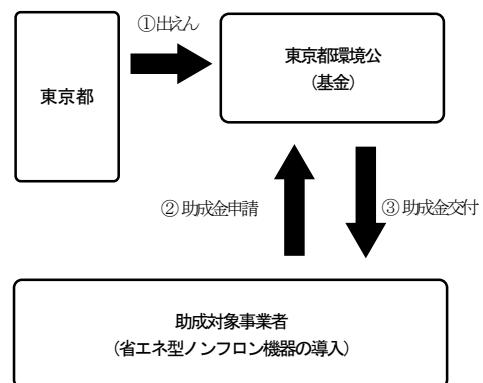 ①出えん
東京都
東京都環境公
(基金)
②助成金申請
③助成金交付
助成対象事業者
(省エネ型ノンフロン機器の導入)